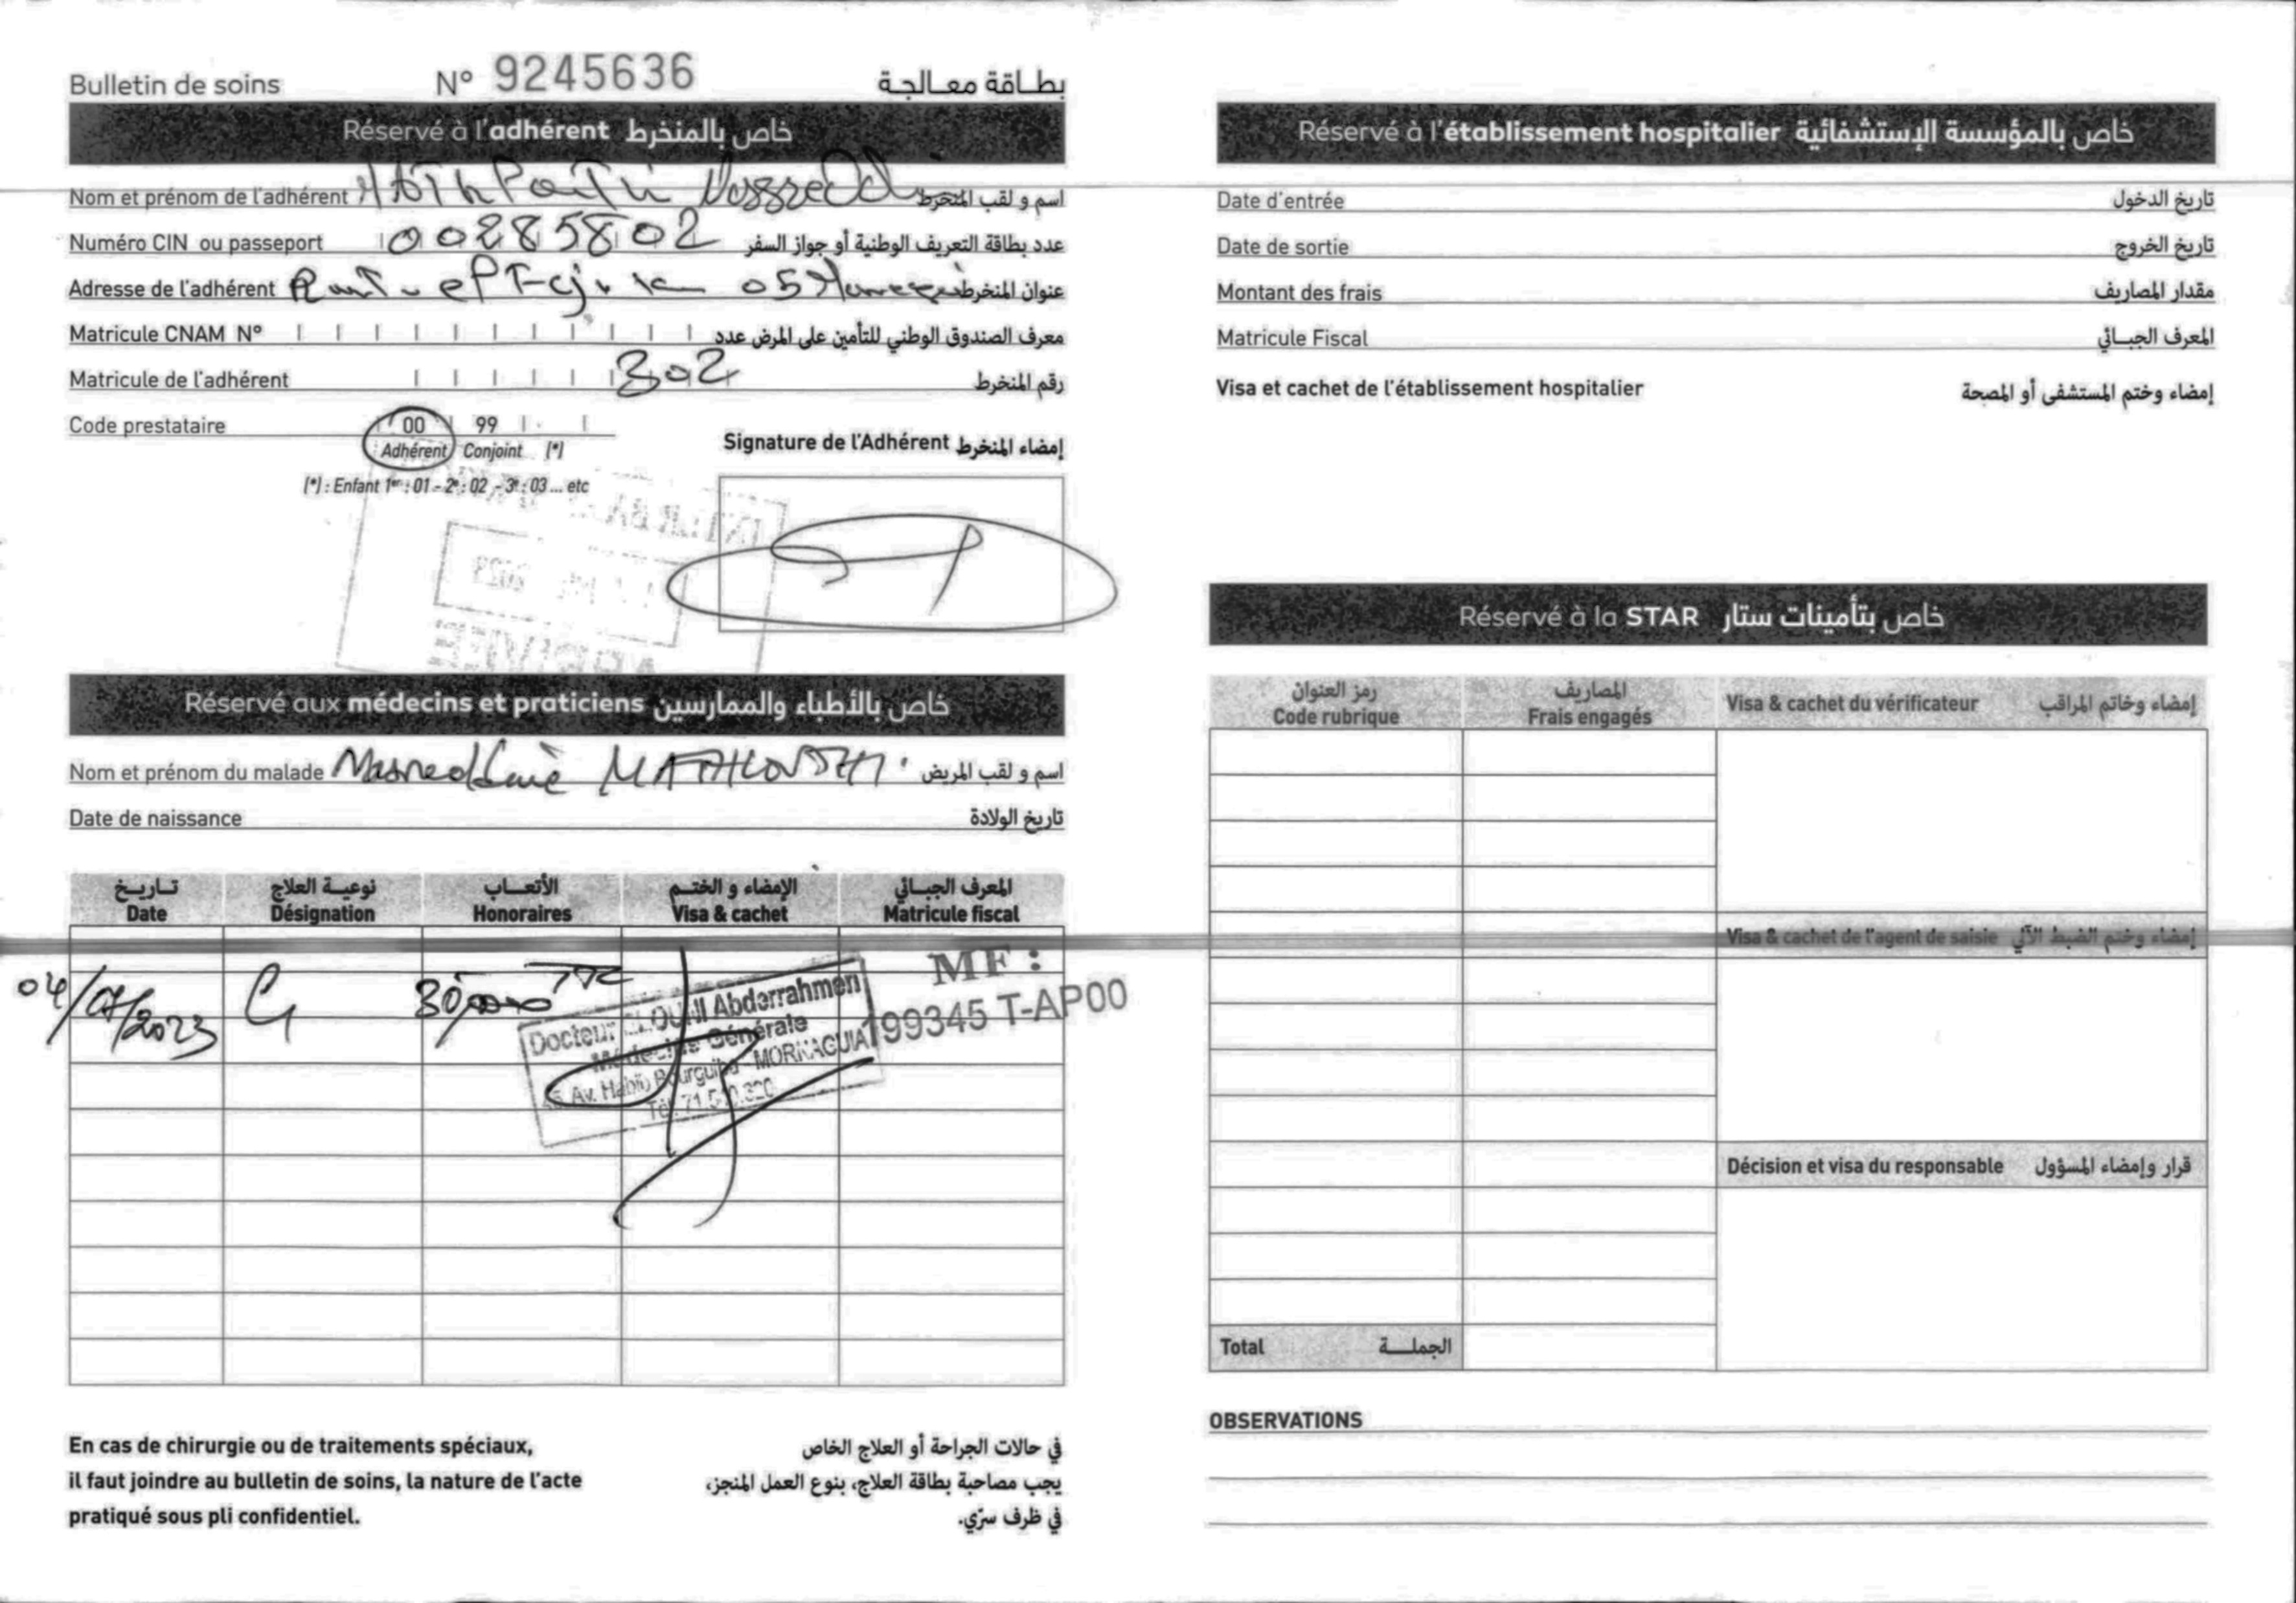 Bulletin de soins N° 9245636 بطاقة معالجة
Réservé à l'adhérent خاص بالمنخرط
Nom et prénom de l'adhérent اسم و لقب المنخرط
Numéro CIN ou passeport 00285802 عدد بطاقة التعريف الوطنية أو جواز السفر
Adresse de l'adhérent 05 عنوان المنخرط
Matricule CNAM N° معرف الصندوق الوطني للتأمين على المرض عدد
Matricule de l'adhérent 302 رقم المنخرط
Code prestataire 00 99
Adhérent Conjoint (*)
(*) : Enfant 1er : 01 - 2e : 02 - 3e : 03 ... etc
Signature de l'Adhérent إمضاء المنخرط
Réservé aux médecins et praticiens خاص بالأطباء والممارسين
Nom et prénom du malade اسم و لقب المريض
Date de naissance تاريخ الولادة
تاريخ نوعية العلاج الأتعاب الإمضاء و الختم المعرف الجبائي
Date Désignation Honoraires Visa & cachet Matricule fiscal
04/07/2023 30,000 TTC
Docteur Abderrahmen
Médecine Générale
Av. Habib Bourguiba - MORNAGUIA
Tél: 71.5
MF :
199345 T-AP00
En cas de chirurgie ou de traitements spéciaux,
il faut joindre au bulletin de soins, la nature de l'acte
pratiqué sous pli confidentiel.
في حالات الجراحة أو العلاج الخاص
يجب مصاحبة بطاقة العلاج، بنوع العمل المنجز،
في ظرف سرّي.
Réservé à l'établissement hospitalier خاص بالمؤسسة الإستشفائية
Date d'entrée تاريخ الدخول
Date de sortie تاريخ الخروج
Montant des frais مقدار المصاريف
Matricule Fiscal المعرف الجبائي
Visa et cachet de l'établissement hospitalier إمضاء وختم المستشفى أو المصحة
Réservé à la STAR خاص بتأمينات ستار
رمز العنوان المصاريف
Code rubrique Frais engagés Visa & cachet du vérificateur إمضاء وخاتم المراقب
Visa & cachet de l'agent de saisie إمضاء وختم الضبط الآلي
Décision et visa du responsable قرار وإمضاء المسؤول
Total الجملة
OBSERVATIONS